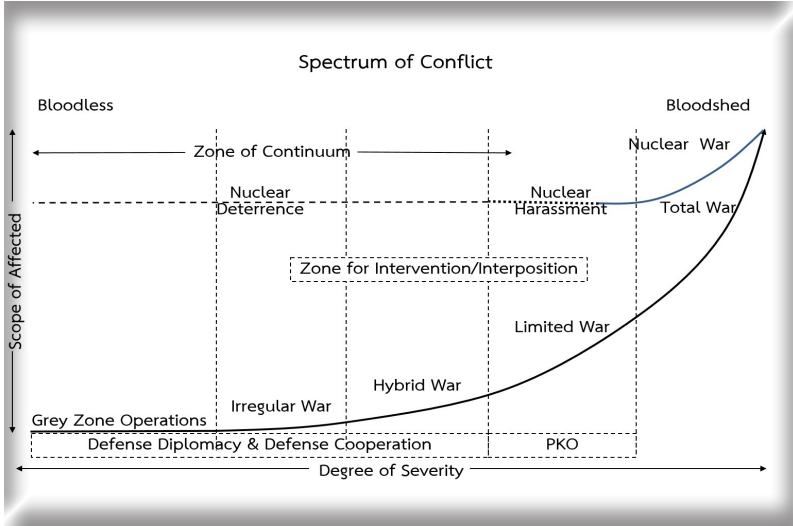 Spectrum of Conflict
Bloodless
Bloodshed
Nuclear War
Zone of Continuum
Nuclear
Deterrence
Nuclear
Harassment
Total War
Scope of Affected
Zone for Intervention/Interposition
Limited War
Hybrid War
Irregular War
Grey Zone Operations
Defense Diplomacy & Defense Cooperation
PKO
Degree of Severity